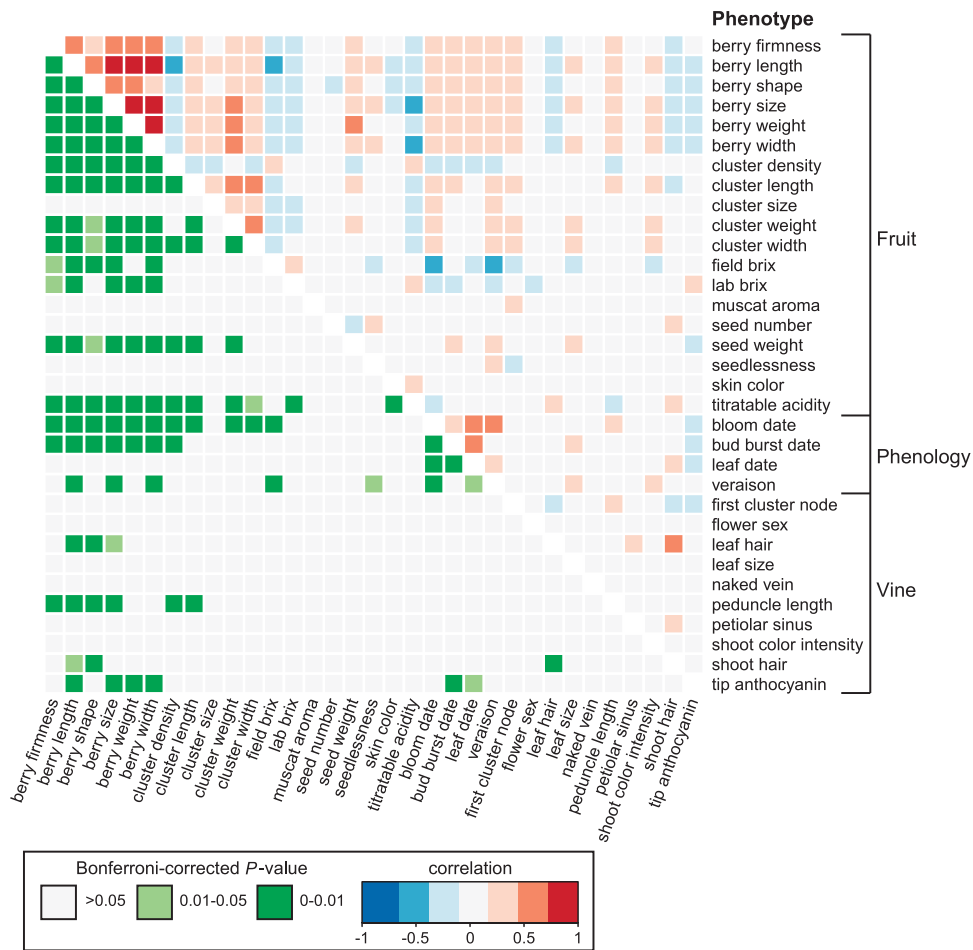 Phenotype
berry firmness
berry length
berry shape
berry size
berry weight
berry width
cluster density
cluster length
cluster size
cluster weight
cluster width
field brix
lab brix
muscat aroma
seed number
seed weight
seedlessness
skin color
titratable acidity
bloom date
bud burst date
leaf date
veraison
first cluster node
flower sex
leaf hair
leaf size
naked vein
peduncle length
petiolar sinus
shoot color intensity
shoot hair
tip anthocyanin
Fruit
Phenology
Vine
berry firmness
berry length
berry shape
berry size
berry weight
berry width
cluster density
cluster length
cluster size
cluster weight
cluster width
field brix
lab brix
muscat aroma
seed number
seed weight
seedlessness
skin color
titratable acidity
bloom date
bud burst date
leaf date
veraison
first cluster node
flower sex
leaf hair
leaf size
naked vein
peduncle length
petiolar sinus
shoot color intensity
shoot hair
tip anthocyanin
Bonferroni-corrected P-value
>0.05 0.01-0.05 0-0.01
correlation
-1 -0.5 0 0.5 1